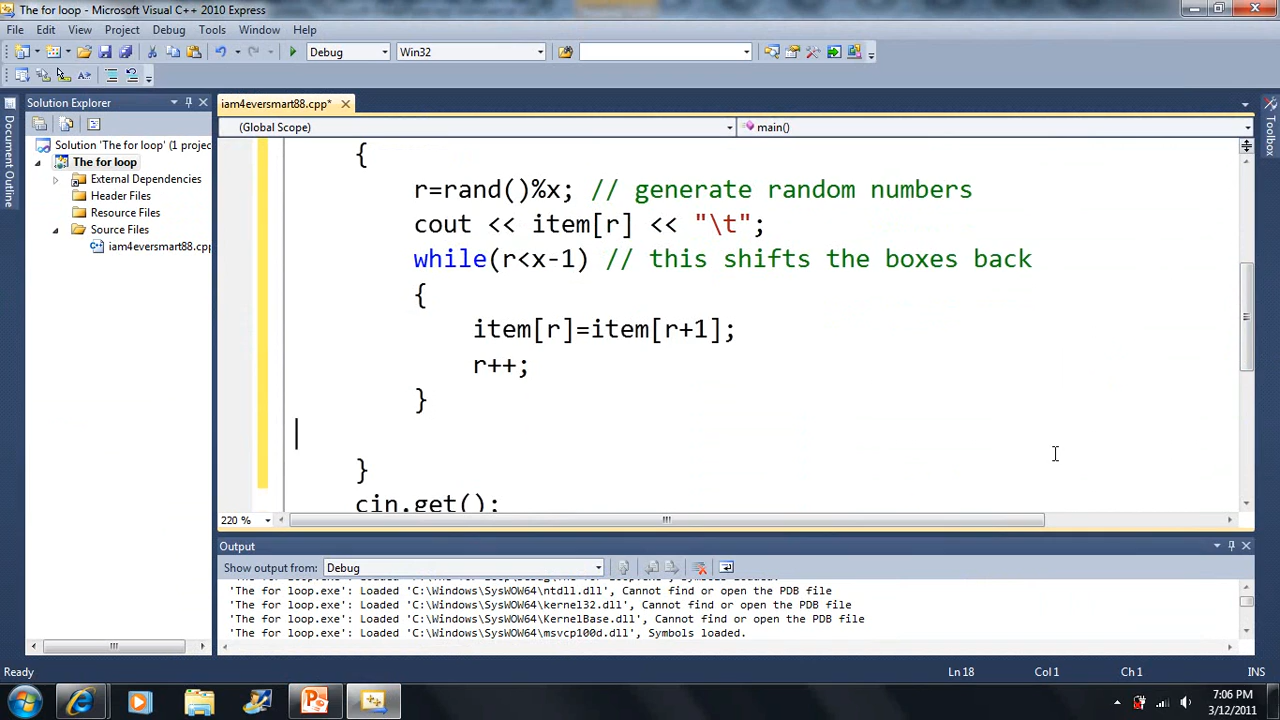 The for loop - Microsoft Visual C++ 2010 Express
File Edit View Project Debug Tools Window Help
Debug Win32
Solution Explorer
iam4eversmart88.cpp*
Document Outline
Toolbox
(Global Scope) main()
Solution 'The for loop' (1 projec
The for loop
External Dependencies
Header Files
Resource Files
Source Files
iam4eversmart88.cpp
{
r=rand()%x; // generate random numbers
cout << item[r] << "\t";
while(r<x-1) // this shifts the boxes back
{
item[r]=item[r+1];
r++;
}
}
cin.get();
220 %
Output
Show output from: Debug
'The for loop.exe': Loaded 'C:\Windows\SysWOW64\ntdll.dll', Cannot find or open the PDB file
'The for loop.exe': Loaded 'C:\Windows\SysWOW64\kernel32.dll', Cannot find or open the PDB file
'The for loop.exe': Loaded 'C:\Windows\SysWOW64\KernelBase.dll', Cannot find or open the PDB file
'The for loop.exe': Loaded 'C:\Windows\SysWOW64\msvcp100d.dll', Symbols loaded.
Ready Ln 18 Col 1 Ch 1 INS
7:06 PM
3/12/2011